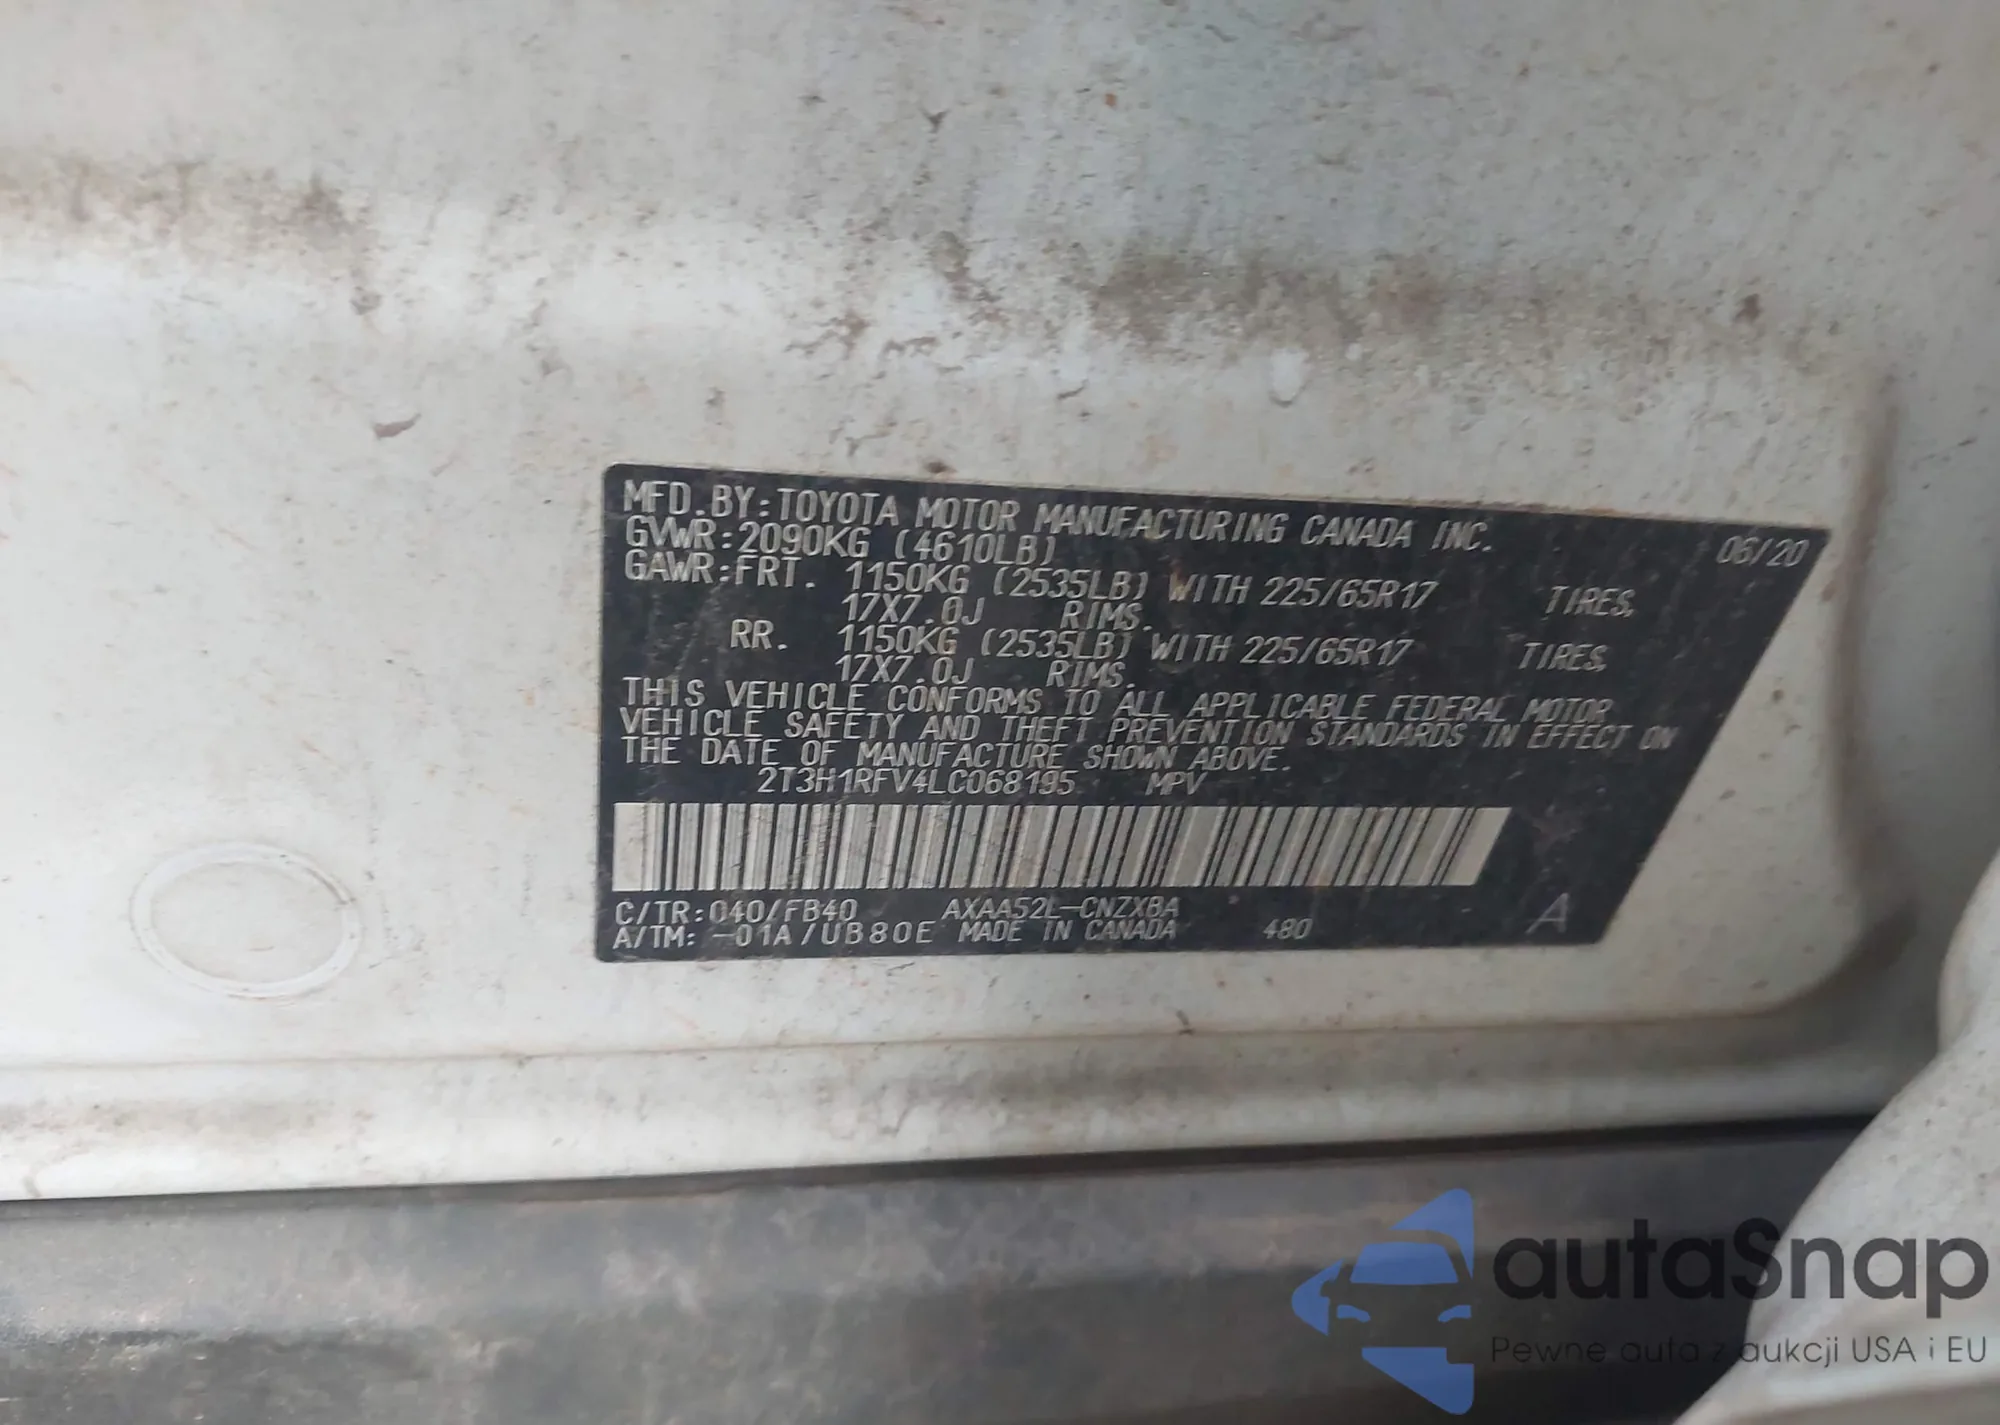 MFD.BY:TOYOTA MOTOR MANUFACTURING CANADA INC.
GVWR:2090KG (4610LB) 06/20
GAWR:FRT. 1150KG (2535LB) WITH 225/65R17 TIRES,
17X7.0J RIMS.
RR. 1150KG (2535LB) WITH 225/65R17 TIRES,
17X7.0J RIMS.
THIS VEHICLE CONFORMS TO ALL APPLICABLE FEDERAL MOTOR
VEHICLE SAFETY AND THEFT PREVENTION STANDARDS IN EFFECT ON
THE DATE OF MANUFACTURE SHOWN ABOVE.
2T3H1RFV4LC068195 MPV
C/TR:040/FB40 AXAA52L-CNZXBA
A/TM: -01A/UB80E MADE IN CANADA 480 A
autaSnap
Pewne auta z aukcji USA i EU